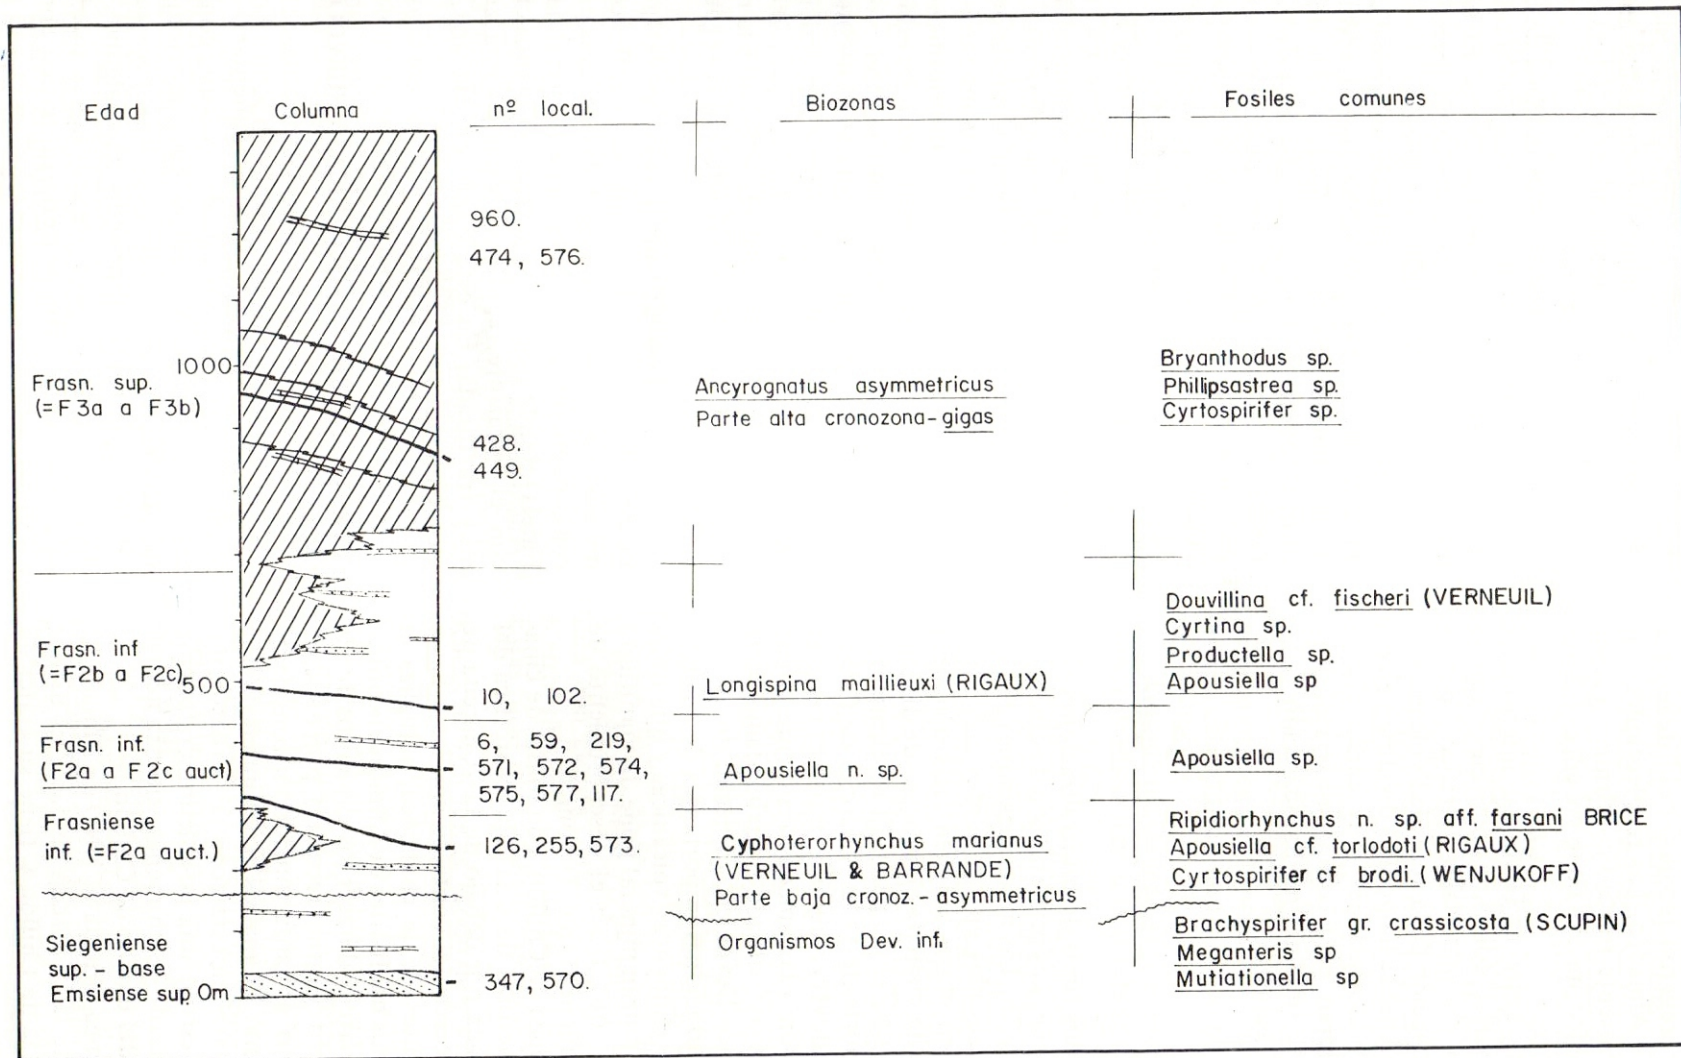 Edad Columna nº local. Biozonas Fosiles comunes
960.
474, 576.
1000
Frasn. sup.
(=F3a a F3b)
428.
449.
Ancyrognatus asymmetricus
Parte alta cronozona-gigas
Bryanthodus sp.
Phillipsastrea sp.
Cyrtospirifer sp.
Frasn. inf
(=F2b a F2c)
500
10, 102.
Longispina maillieuxi (RIGAUX)
Douvillina cf. fischeri (VERNEUIL)
Cyrtina sp.
Productella sp.
Apousiella sp
Frasn. inf.
(F2a a F2c auct)
6, 59, 219,
571, 572, 574,
575, 577, 117.
Apousiella n. sp.
Apousiella sp.
Frasniense
inf. (=F2a auct.)
126, 255, 573.
Cyphoterorhynchus marianus
(VERNEUIL & BARRANDE)
Parte baja cronoz.- asymmetricus
Ripidiorhynchus n. sp. aff. farsani BRICE
Apousiella cf. torlodoti (RIGAUX)
Cyrtospirifer cf brodi. (WENJUKOFF)
Siegeniense
sup. - base
Emsiense sup 0m
347, 570.
Organismos Dev. inf.
Brachyspirifer gr. crassicosta (SCUPIN)
Meganteris sp
Mutiationella sp